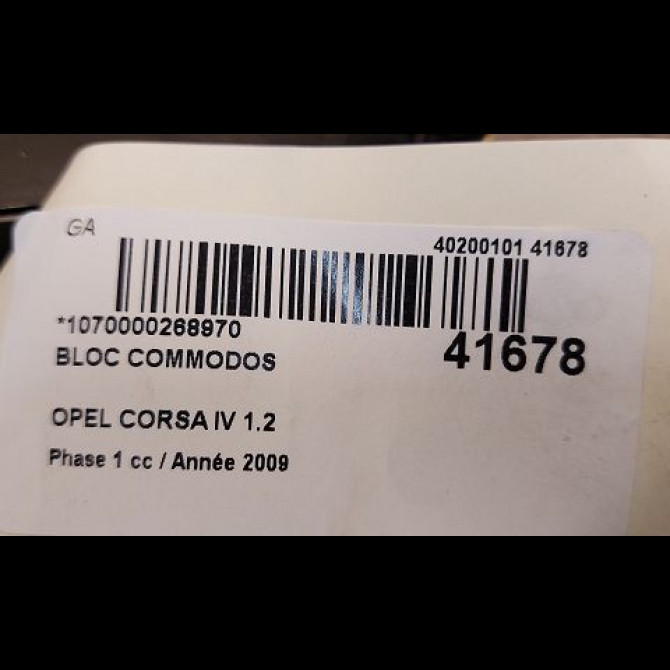 GA
40200101 41678
*1070000268970
41678
BLOC COMMODOS
OPEL CORSA IV 1.2
Phase 1 cc / Année 2009